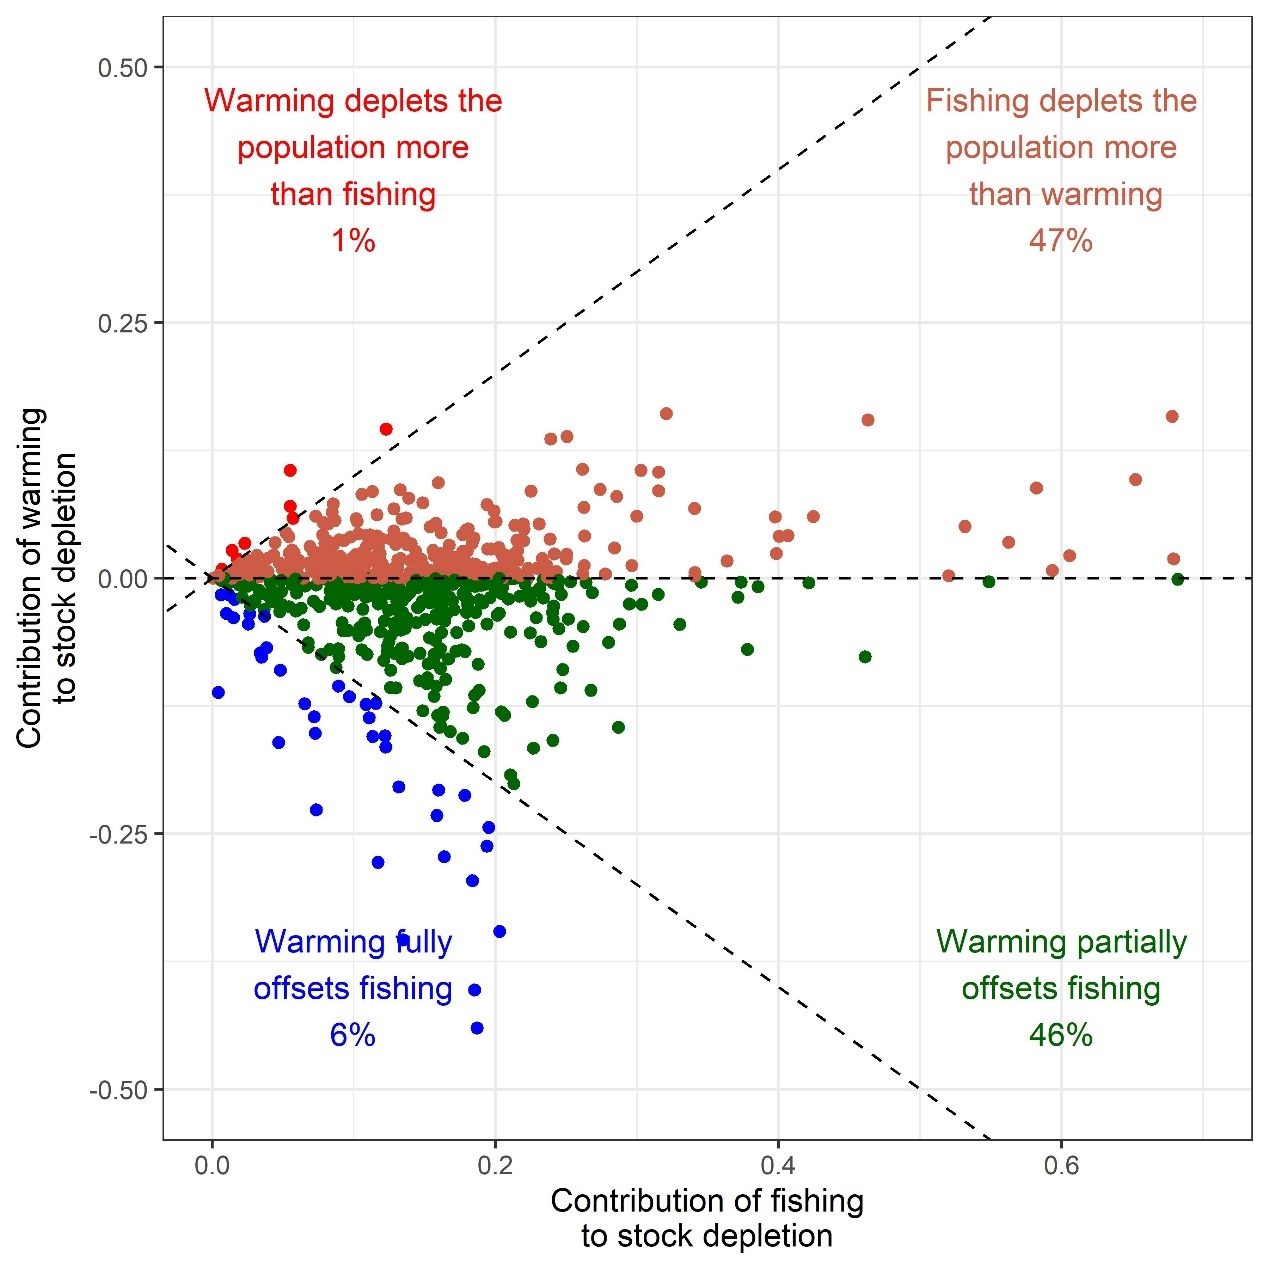 0.50
0.25
0.00
-0.25
-0.50
Contribution of warming
to stock depletion
Warming deplets the
population more
than fishing
1%
Fishing deplets the
population more
than warming
47%
Warming fully
offsets fishing
6%
Warming partially
offsets fishing
46%
0.0
0.2
0.4
0.6
Contribution of fishing
to stock depletion